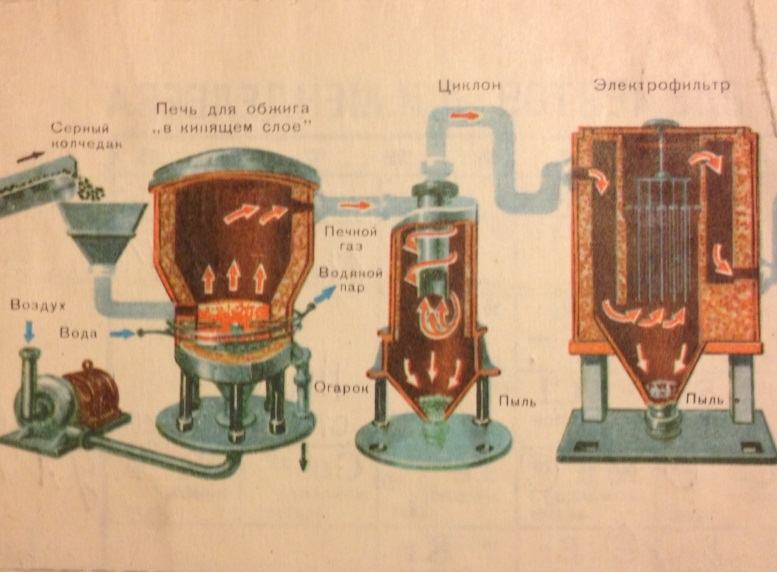 Циклон
Электрофильтр
Печь для обжига
„в кипящем слое"
Серный
колчедан
Печной
газ
Водяной
пар
Воздух
Вода
Огарок
Пыль
Пыль